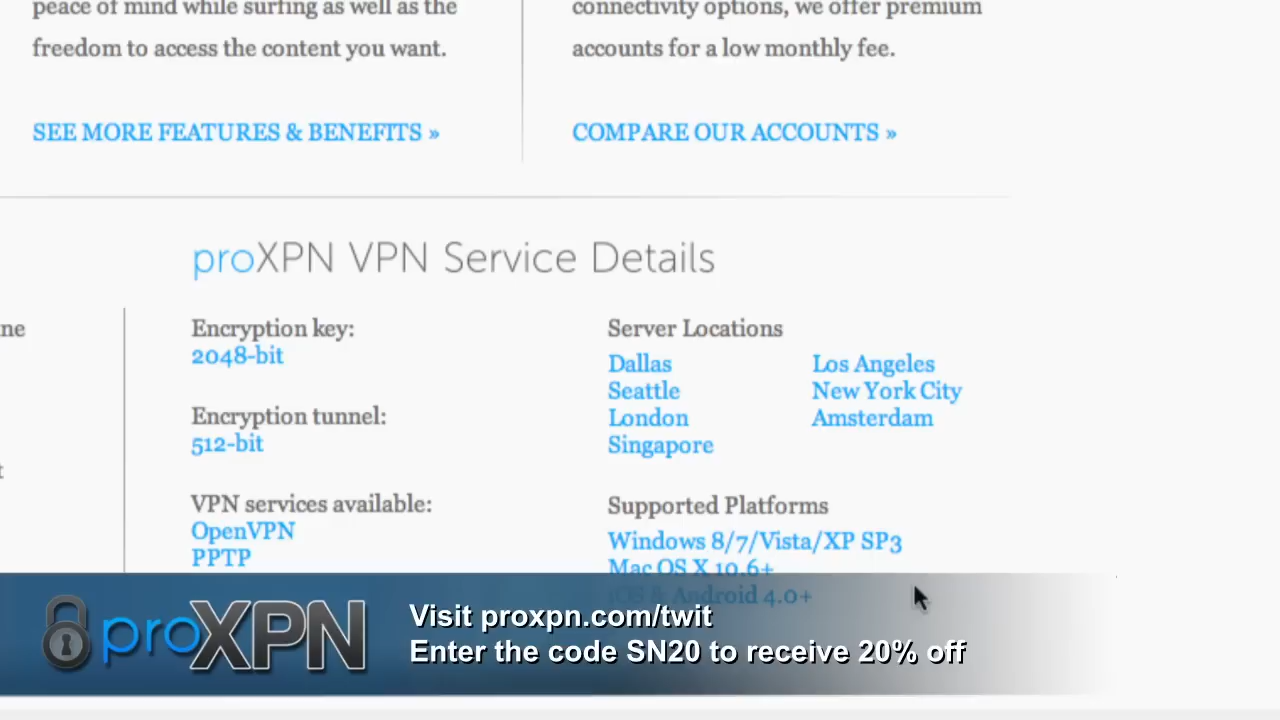 peace of mind while surfing as well as the
freedom to access the content you want.
SEE MORE FEATURES & BENEFITS »
connectivity options, we offer premium
accounts for a low monthly fee.
COMPARE OUR ACCOUNTS »
proXPN VPN Service Details
Encryption key:
2048-bit
Encryption tunnel:
512-bit
VPN services available:
OpenVPN
PPTP
Server Locations
Dallas
Seattle
London
Singapore
Los Angeles
New York City
Amsterdam
Supported Platforms
Windows 8/7/Vista/XP SP3
Mac OS X 10.6+
iOS & Android 4.0+
proXPN
Visit proxpn.com/twit
Enter the code SN20 to receive 20% off